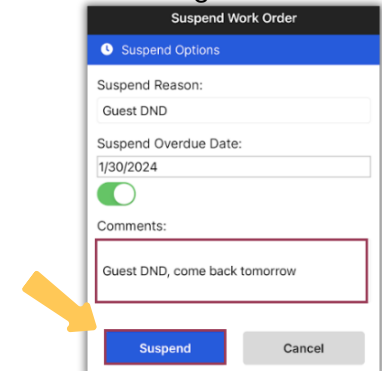 Suspend Work Order
Suspend Options
Suspend Reason:
Guest DND
Suspend Overdue Date:
1/30/2024
Comments:
Guest DND, come back tomorrow
Suspend
Cancel